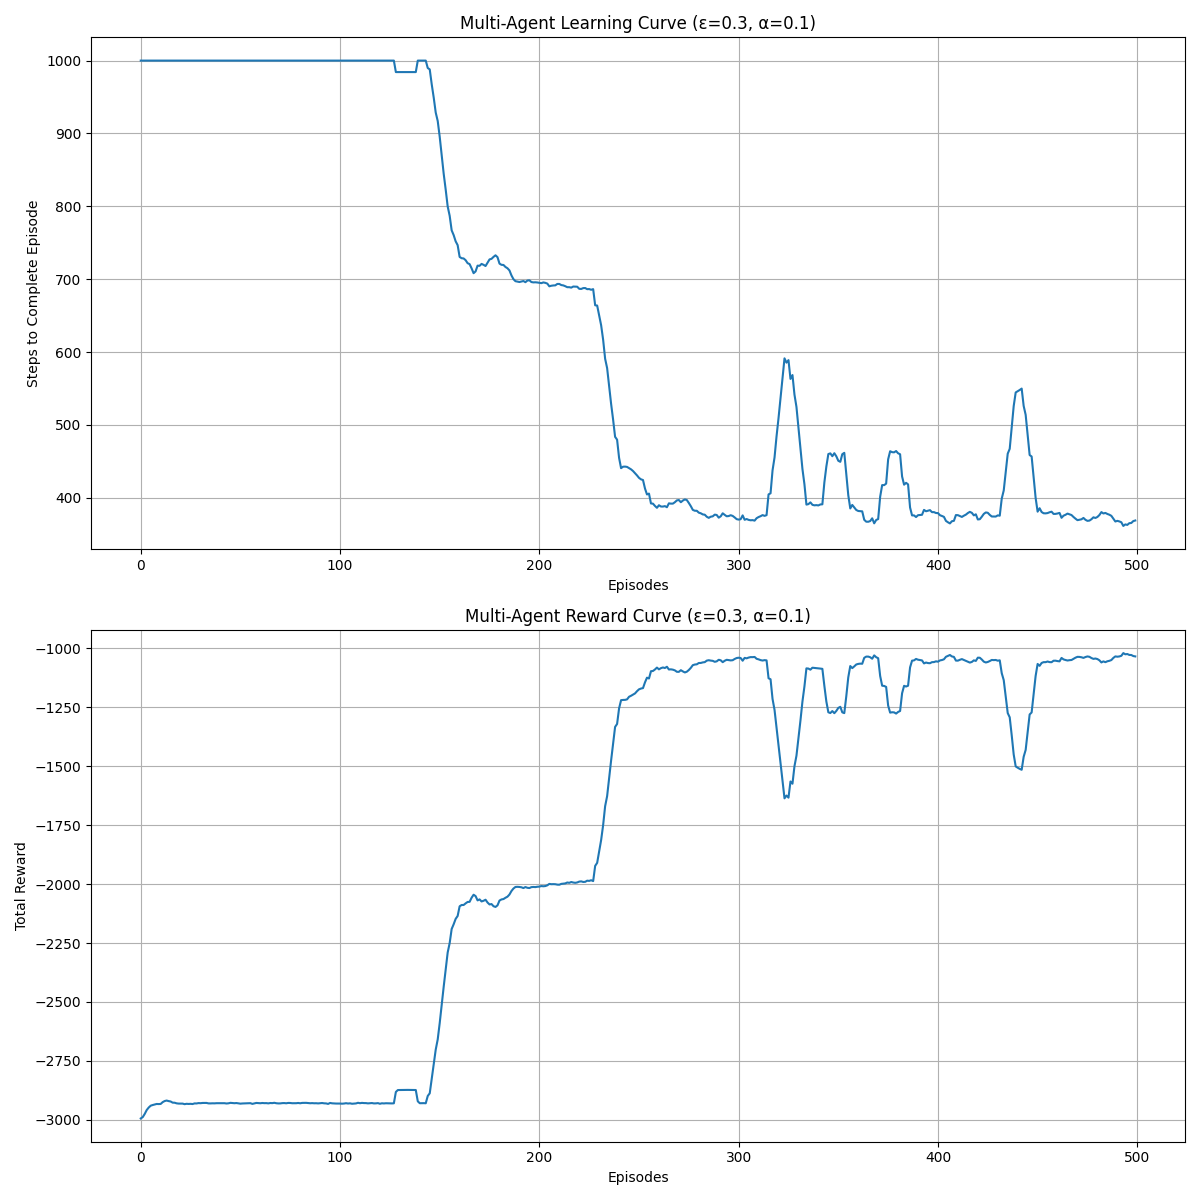 Multi-Agent Learning Curve (ε=0.3, α=0.1)
1000
900
800
700
600
500
400
Steps to Complete Episode
0 100 200 300 400 500
Episodes
Multi-Agent Reward Curve (ε=0.3, α=0.1)
−1000
−1250
−1500
−1750
−2000
−2250
−2500
−2750
−3000
Total Reward
0 100 200 300 400 500
Episodes